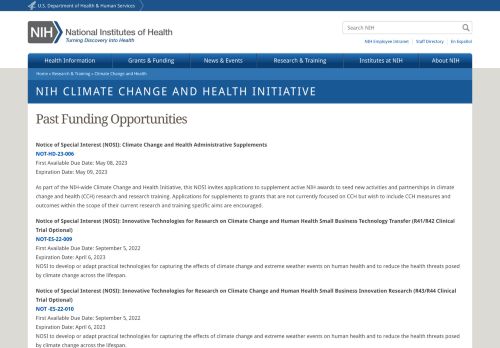 U.S. Department of Health & Human Services
NIH National Institutes of Health
Turning Discovery Into Health
Search NIH
NIH Employee Intranet | Staff Directory | En Español
Health Information Grants & Funding News & Events Research & Training Institutes at NIH About NIH
Home » Research & Training » Climate Change and Health
NIH CLIMATE CHANGE AND HEALTH INITIATIVE
Past Funding Opportunities
Notice of Special Interest (NOSI): Climate Change and Health Administrative Supplements
NOT-HD-23-006
First Available Due Date: May 08, 2023
Expiration Date: May 09, 2023
As part of the NIH-wide Climate Change and Health Initiative, this NOSI invites applications to supplement active NIH awards to seed new activities and partnerships in climate
change and health (CCH) research and research training. Applications for supplements to grants that are not currently focused on CCH but wish to include CCH measures and
outcomes within the scope of their current research and training specific aims are encouraged.
Notice of Special Interest (NOSI): Innovative Technologies for Research on Climate Change and Human Health Small Business Technology Transfer (R41/R42 Clinical
Trial Optional)
NOT-ES-22-009
First Available Due Date: September 5, 2022
Expiration Date: April 6, 2023
NOSI to develop or adapt practical technologies for capturing the effects of climate change and extreme weather events on human health and to reduce the health threats posed
by climate change across the lifespan.
Notice of Special Interest (NOSI): Innovative Technologies for Research on Climate Change and Human Health Small Business Innovation Research (R43/R44 Clinical
Trial Optional)
NOT -ES-22-010
First Available Due Date: September 5, 2022
Expiration Date: April 6, 2023
NOSI to develop or adapt practical technologies for capturing the effects of climate change and extreme weather events on human health and to reduce the health threats posed
by climate change across the lifespan.